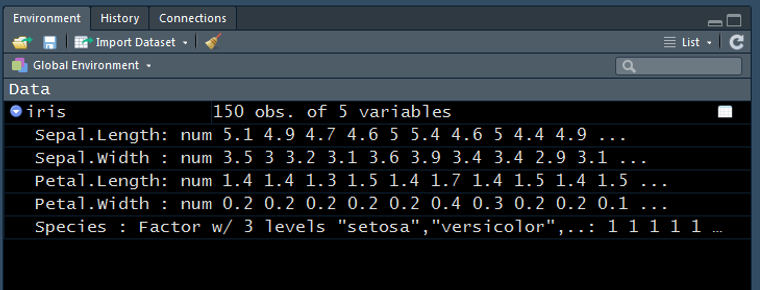 Environment History Connections
Import Dataset List
Global Environment
Data
iris 150 obs. of 5 variables
Sepal.Length: num 5.1 4.9 4.7 4.6 5 5.4 4.6 5 4.4 4.9 ...
Sepal.Width : num 3.5 3 3.2 3.1 3.6 3.9 3.4 3.4 2.9 3.1 ...
Petal.Length: num 1.4 1.4 1.3 1.5 1.4 1.7 1.4 1.5 1.4 1.5 ...
Petal.Width : num 0.2 0.2 0.2 0.2 0.2 0.4 0.3 0.2 0.2 0.1 ...
Species : Factor w/ 3 levels "setosa","versicolor",..: 1 1 1 1 1 …